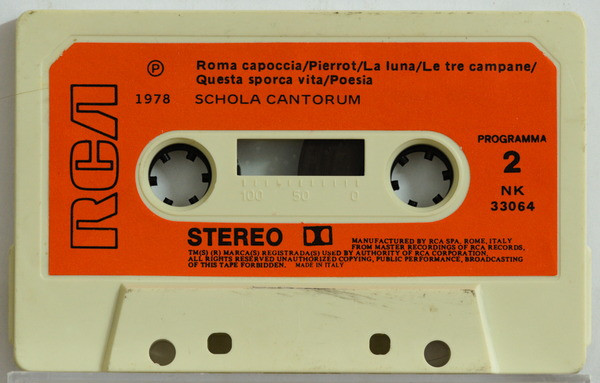 RCA
℗
1978
Roma capoccia/Pierrot/La luna/Le tre campane/
Questa sporca vita/Poesia
SCHOLA CANTORUM
PROGRAMMA
2
NK
33064
100 50 0
STEREO
MANUFACTURED BY RCA SPA, ROME, ITALY
FROM MASTER RECORDINGS OF RCA RECORDS,
TM(S) (R) MARCA(S) REGISTRADA(S) USED BY AUTHORITY OF RCA CORPORATION.
ALL RIGHTS RESERVED UNAUTHORIZED COPYING, PUBLIC PERFORMANCE, BROADCASTING
OF THIS TAPE FORBIDDEN. MADE IN ITALY